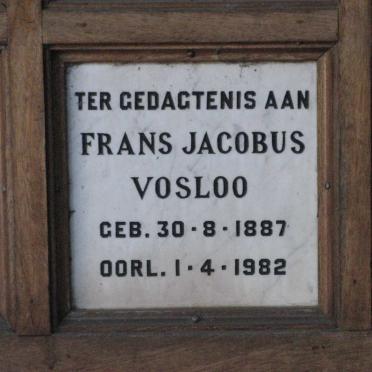 TER GEDAGTENIS AAN
FRANS JACOBUS
VOSLOO
GEB. 30·8·1887
OORL. 1·4·1982